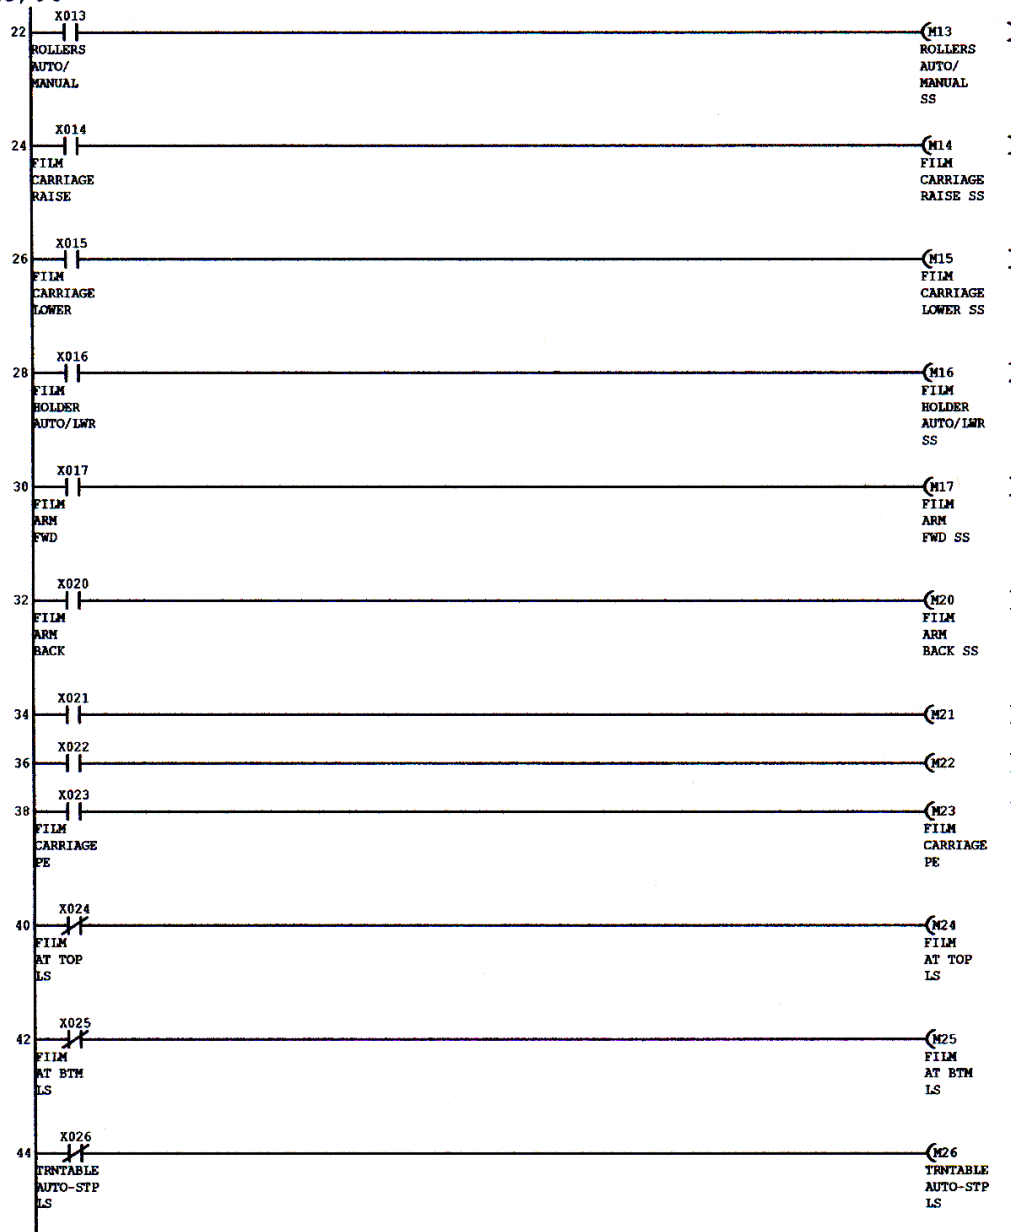 X013
22 M13
ROLLERS ROLLERS
AUTO/ AUTO/
MANUAL MANUAL
SS
X014
24 M14
FILM FILM
CARRIAGE CARRIAGE
RAISE RAISE SS
X015
26 M15
FILM FILM
CARRIAGE CARRIAGE
LOWER LOWER SS
X016
28 M16
FILM FILM
HOLDER HOLDER
AUTO/LWR AUTO/LWR
SS
X017
30 M17
FILM FILM
ARM ARM
FWD FWD SS
X020
32 M20
FILM FILM
ARM ARM
BACK BACK SS
X021
34 M21
X022
36 M22
X023
38 M23
FILM FILM
CARRIAGE CARRIAGE
PE PE
X024
40 M24
FILM FILM
AT TOP AT TOP
LS LS
X025
42 M25
FILM FILM
AT BTM AT BTM
LS LS
X026
44 M26
TRNTABLE TRNTABLE
AUTO-STP AUTO-STP
LS LS